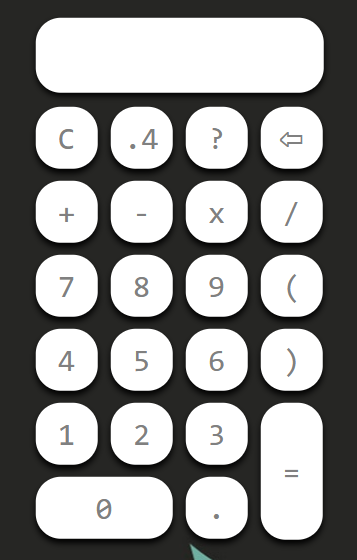 C .4 ? ⇦
+ - x /
7 8 9 (
4 5 6 )
1 2 3
=
0 .